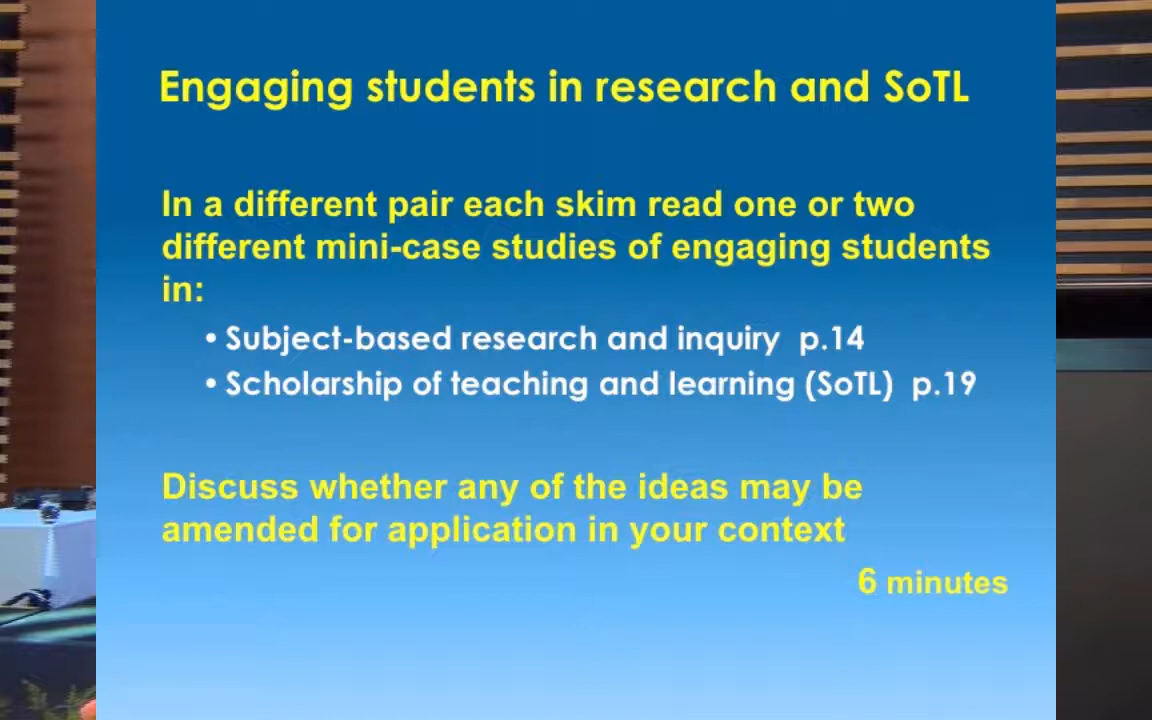 Engaging students in research and SoTL
In a different pair each skim read one or two
different mini-case studies of engaging students
in:
• Subject-based research and inquiry p.14
• Scholarship of teaching and learning (SoTL) p.19
Discuss whether any of the ideas may be
amended for application in your context
6 minutes